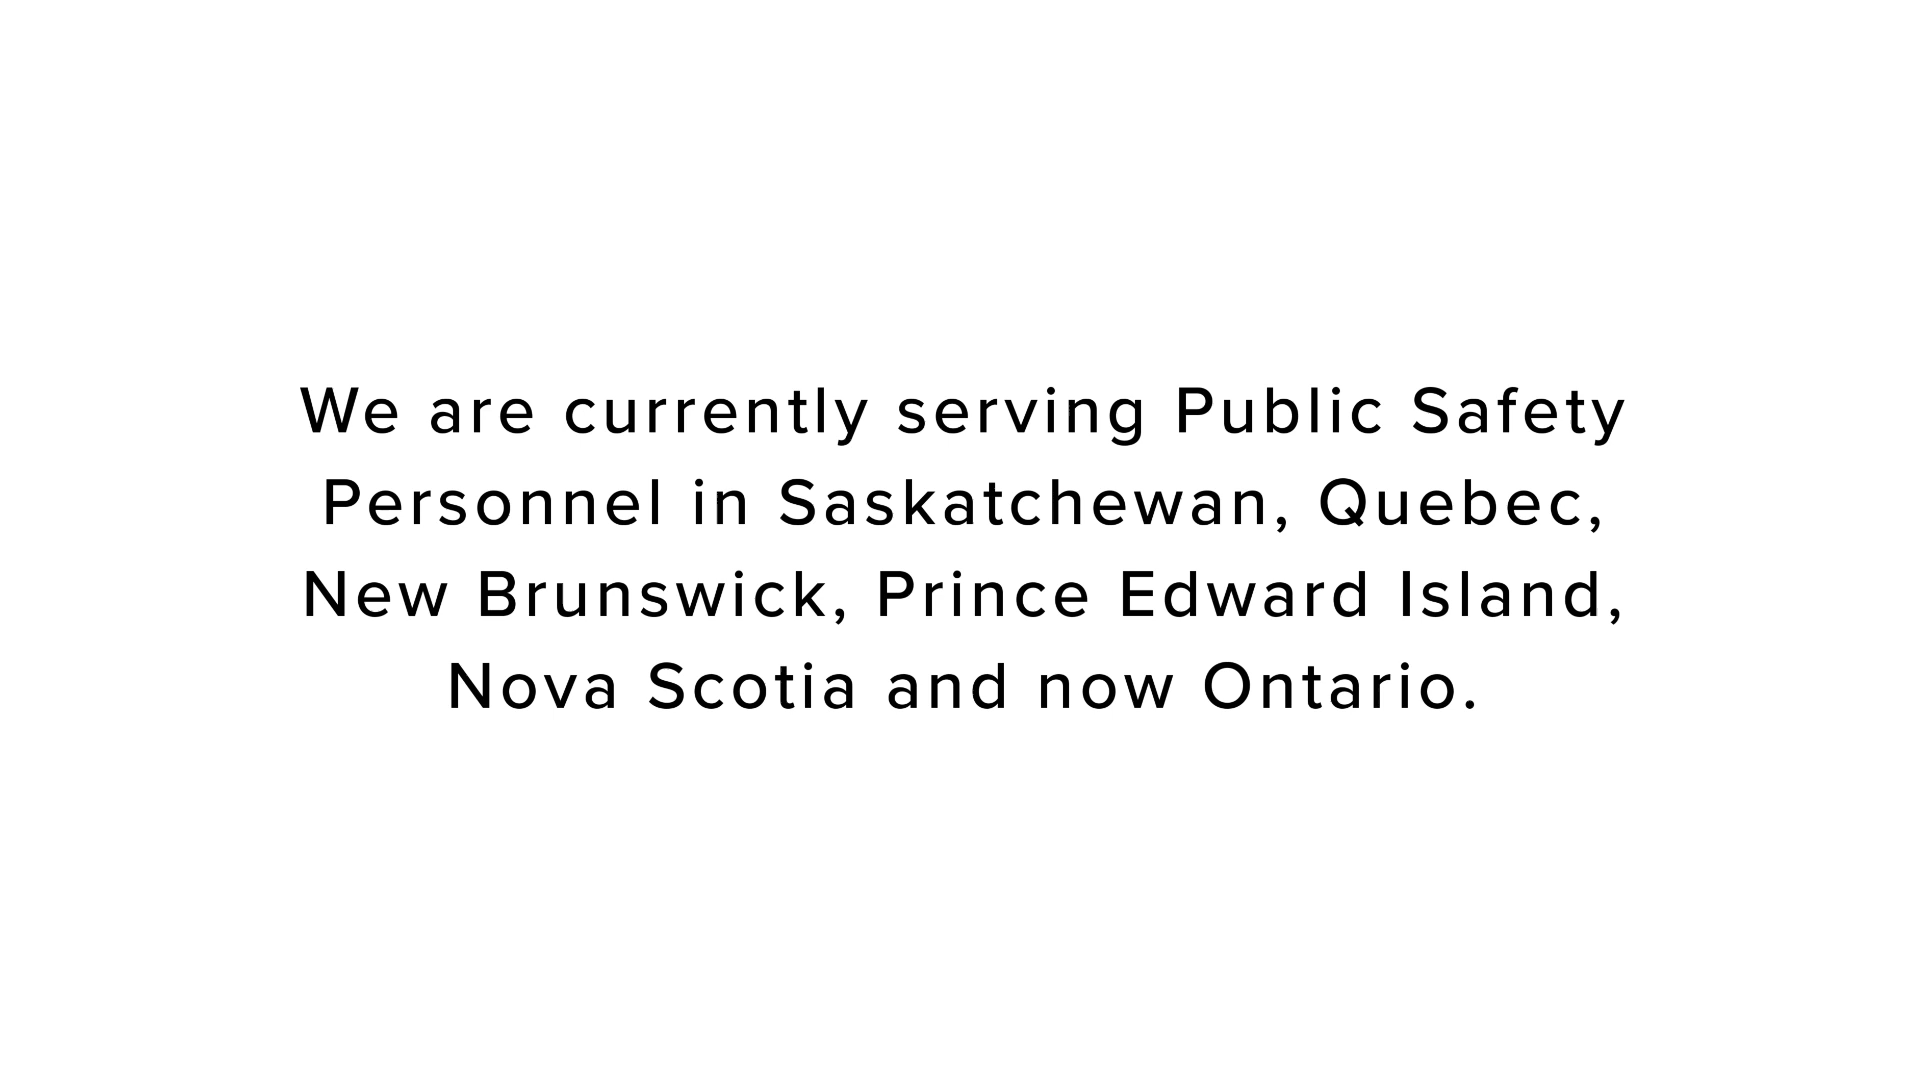 We are currently serving Public Safety
Personnel in Saskatchewan, Quebec,
New Brunswick, Prince Edward Island,
Nova Scotia and now Ontario.